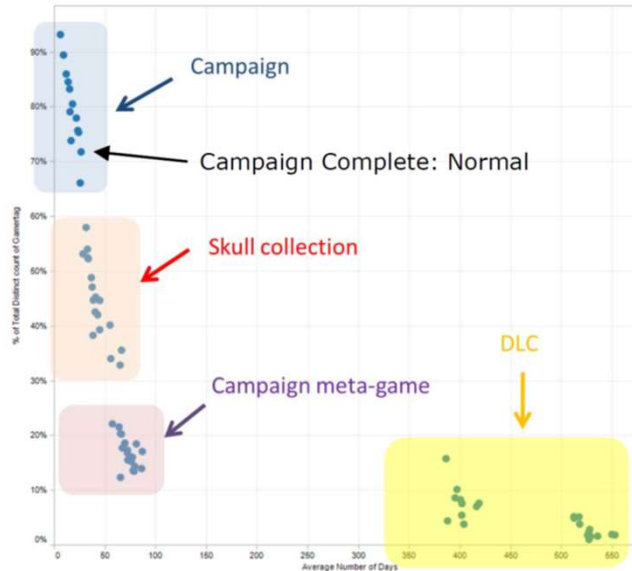 90%
Campaign
80%
Campaign Complete: Normal
70%
60%
Skull collection
50%
% of Total Distinct count of Gamertag
40%
DLC
30%
Campaign meta-game
20%
10%
0%
0 50 100 150 200 250 300 350 400 450 500 550
Average Number of Days